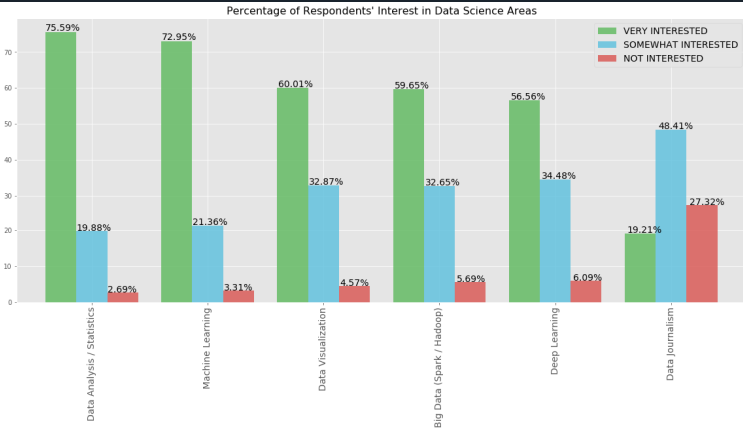 Percentage of Respondents' Interest in Data Science Areas
VERY INTERESTED
SOMEWHAT INTERESTED
NOT INTERESTED
70
60
50
40
30
20
10
0
75.59%
19.88%
2.69%
72.95%
21.36%
3.31%
60.01%
32.87%
4.57%
59.65%
32.65%
5.69%
56.56%
34.48%
6.09%
19.21%
48.41%
27.32%
Data Analysis / Statistics
Machine Learning
Data Visualization
Big Data (Spark / Hadoop)
Deep Learning
Data Journalism